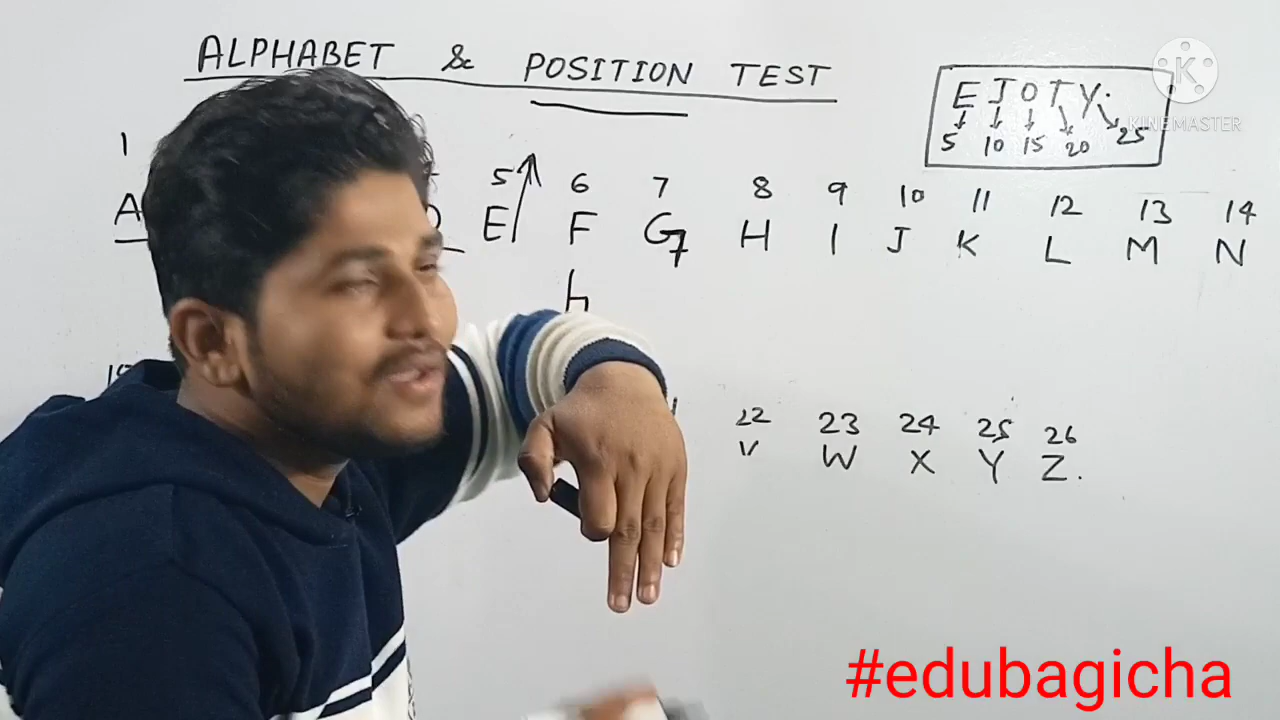 ALPHABET & POSITION TEST
E J O T Y.
5 10 15 20 25
K
KINEMASTER
1 5 6 7 8 9 10 11 12 13 14
A D E F G 7 H I J K L M N
h
22 23 24 25 26
V W X Y Z.
#edubagicha